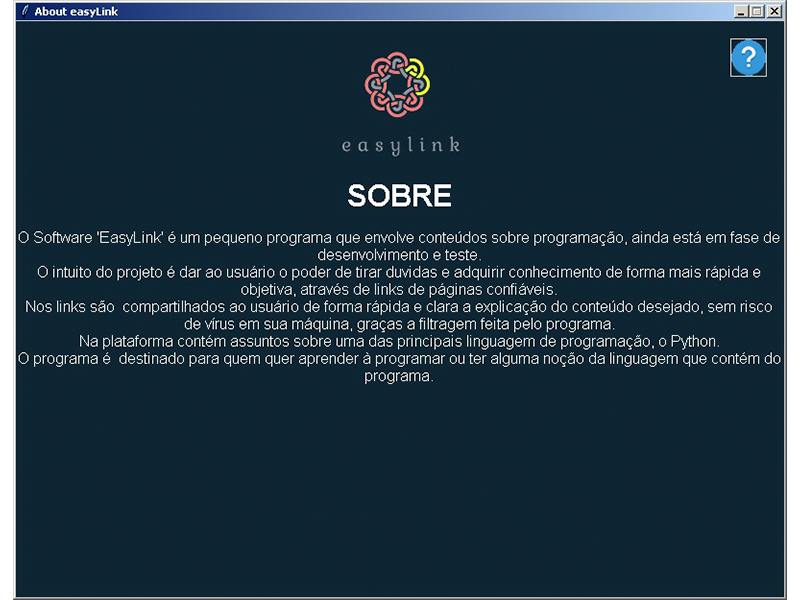 About easyLink
?
easylink
SOBRE
O Software 'EasyLink' é um pequeno programa que envolve conteúdos sobre programação, ainda está em fase de
desenvolvimento e teste.
O intuito do projeto é dar ao usuário o poder de tirar duvidas e adquirir conhecimento de forma mais rápida e
objetiva, através de links de páginas confiáveis.
Nos links são  compartilhados ao usuário de forma rápida e clara a explicação do conteúdo desejado, sem risco
de vírus em sua máquina, graças a filtragem feita pelo programa.
Na plataforma contém assuntos sobre uma das principais linguagem de programação, o Python.
O programa é  destinado para quem quer aprender à programar ou ter alguma noção da linguagem que contém do
programa.